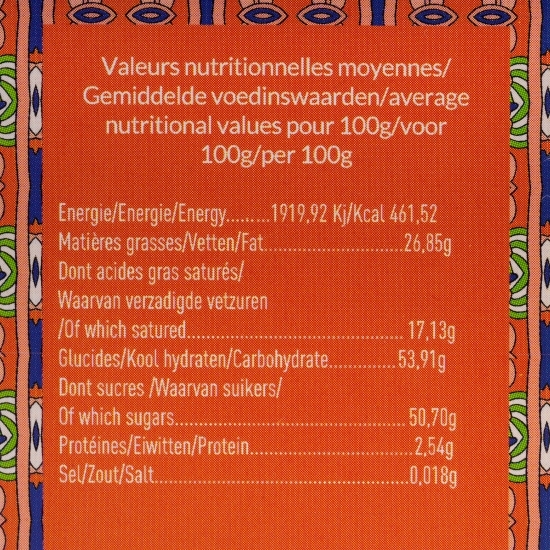 Valeurs nutritionnelles moyennes/
Gemiddelde voedinswaarden/average
nutritional values pour 100g/voor
100g/per 100g
Energie/Energie/Energy.........1919,92 Kj/Kcal 461,52
Matières grasses/Vetten/Fat............................26,85g
Dont acides gras saturés/
Waarvan verzadigde vetzuren
/Of which satured............................................17,13g
Glucides/Kool hydraten/Carbohydrate.............53,91g
Dont sucres /Waarvan suikers/
Of which sugars..............................................50,70g
Protéines/Eiwitten/Protein.................................2,54g
Sel/Zout/Salt..................................................0,018g